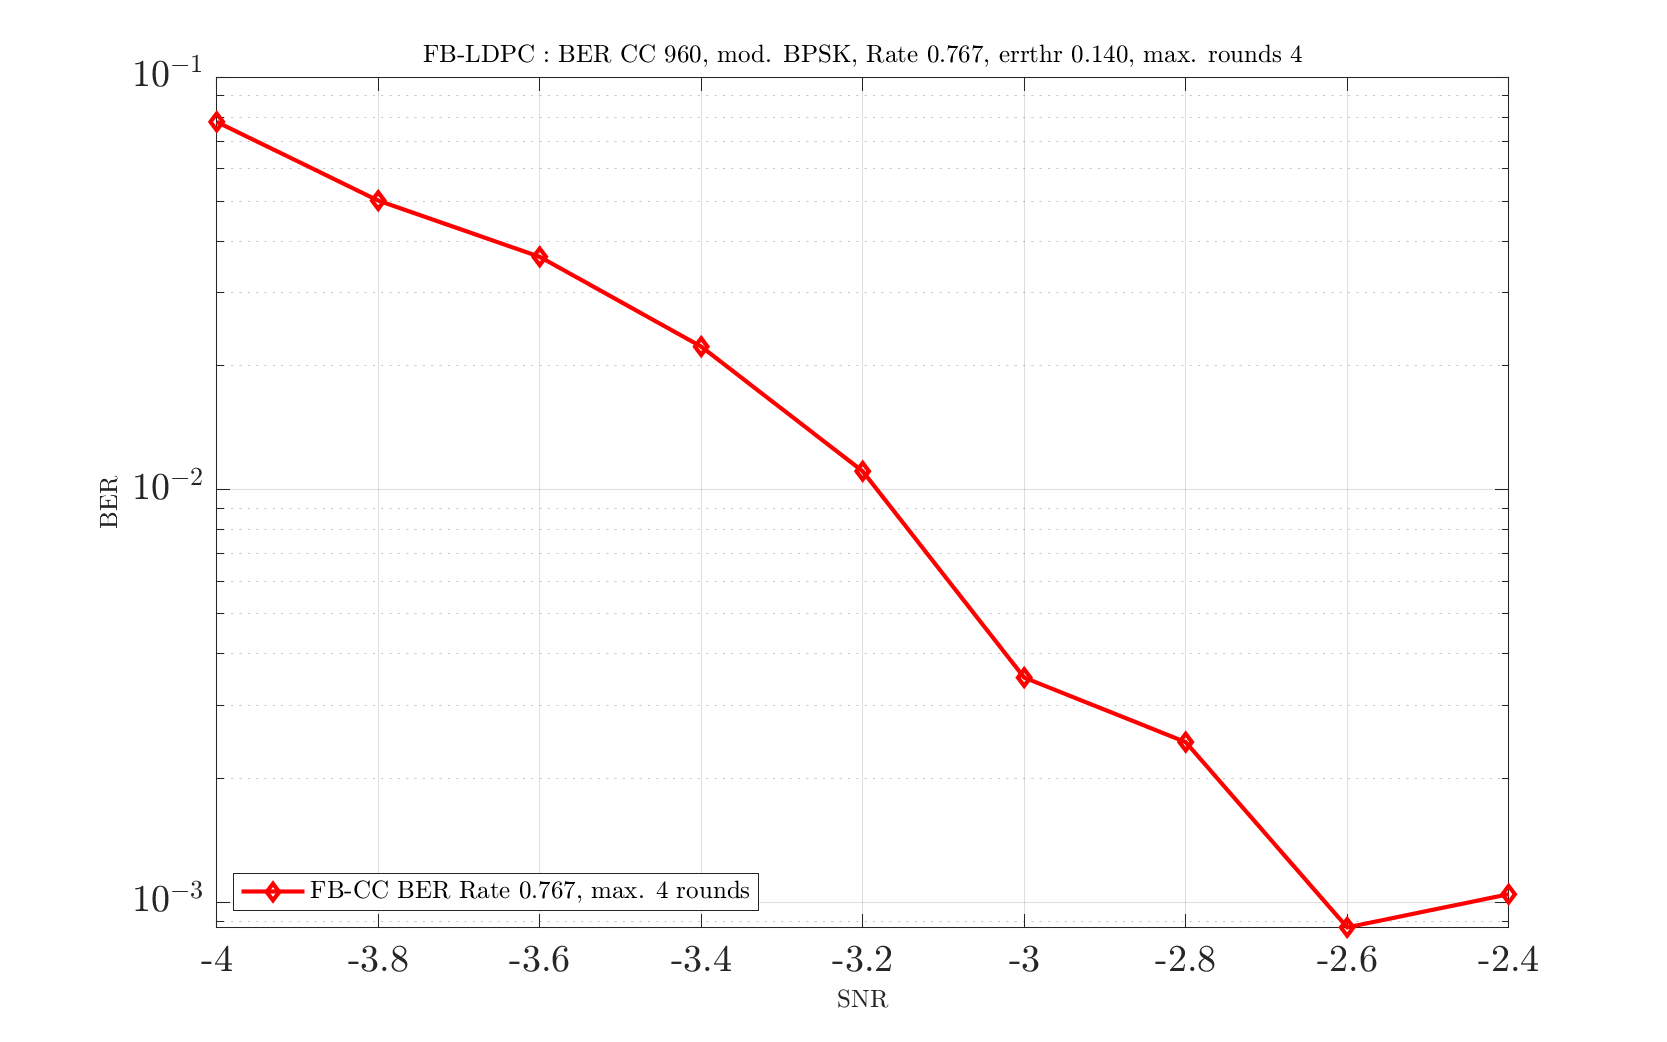 FB-LDPC : BER CC 960, mod. BPSK, Rate 0.767, errthr 0.140, max. rounds 4
10⁻¹
10⁻²
10⁻³
BER
FB-CC BER Rate 0.767, max. 4 rounds
-4 -3.8 -3.6 -3.4 -3.2 -3 -2.8 -2.6 -2.4
SNR